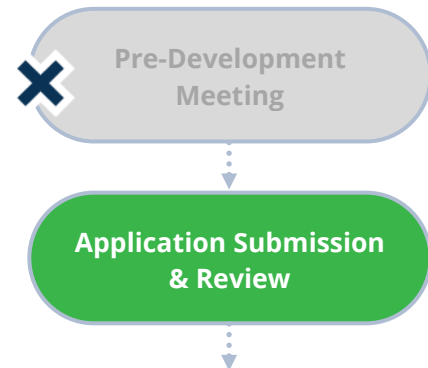 Pre-Development
Meeting
Application Submission
& Review